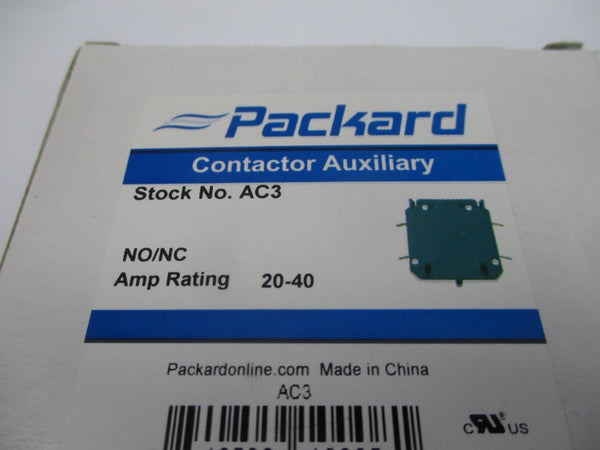 Packard
Contactor Auxiliary
Stock No. AC3
NO/NC
Amp Rating 20-40
Packardonline.com Made in China
AC3
c RU US